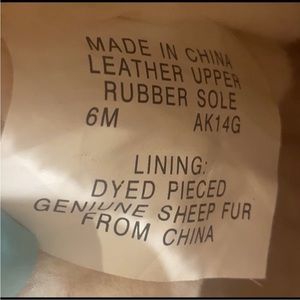 MADE IN CHINA
LEATHER UPPER
RUBBER SOLE
6M AK14G
LINING:
DYED PIECED
GENIUNE SHEEP FUR
FROM CHINA